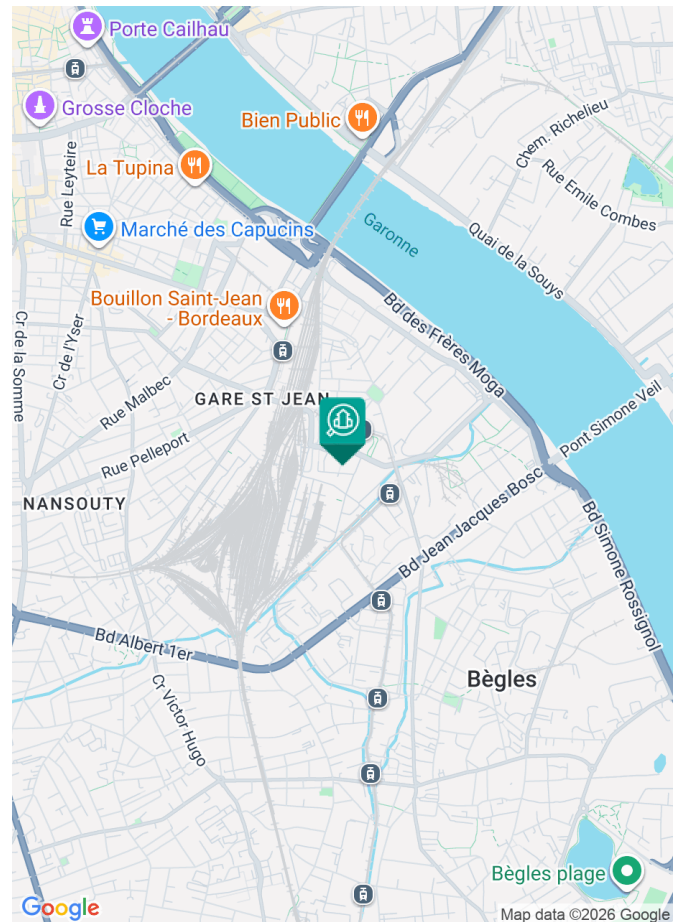 Porte Cailhau
Grosse Cloche
Bien Public
Chem. Richelieu
La Tupina
Rue Leyteire
Rue Emile Combes
Marché des Capucins
Garonne
Quai de la Souys
Bouillon Saint-Jean
- Bordeaux
Bd des Frères Moga
Cr de la Somme
Cr de l'Yser
Rue Malbec
GARE ST JEAN
Pont Simone Veil
Rue Pelleport
NANSOUTY
Bd Jean Jacques Bosc
Bd Simone Rossignol
Bd Albert 1er
Bègles
Cr Victor Hugo
Bègles plage
Google
Map data ©2026 Google